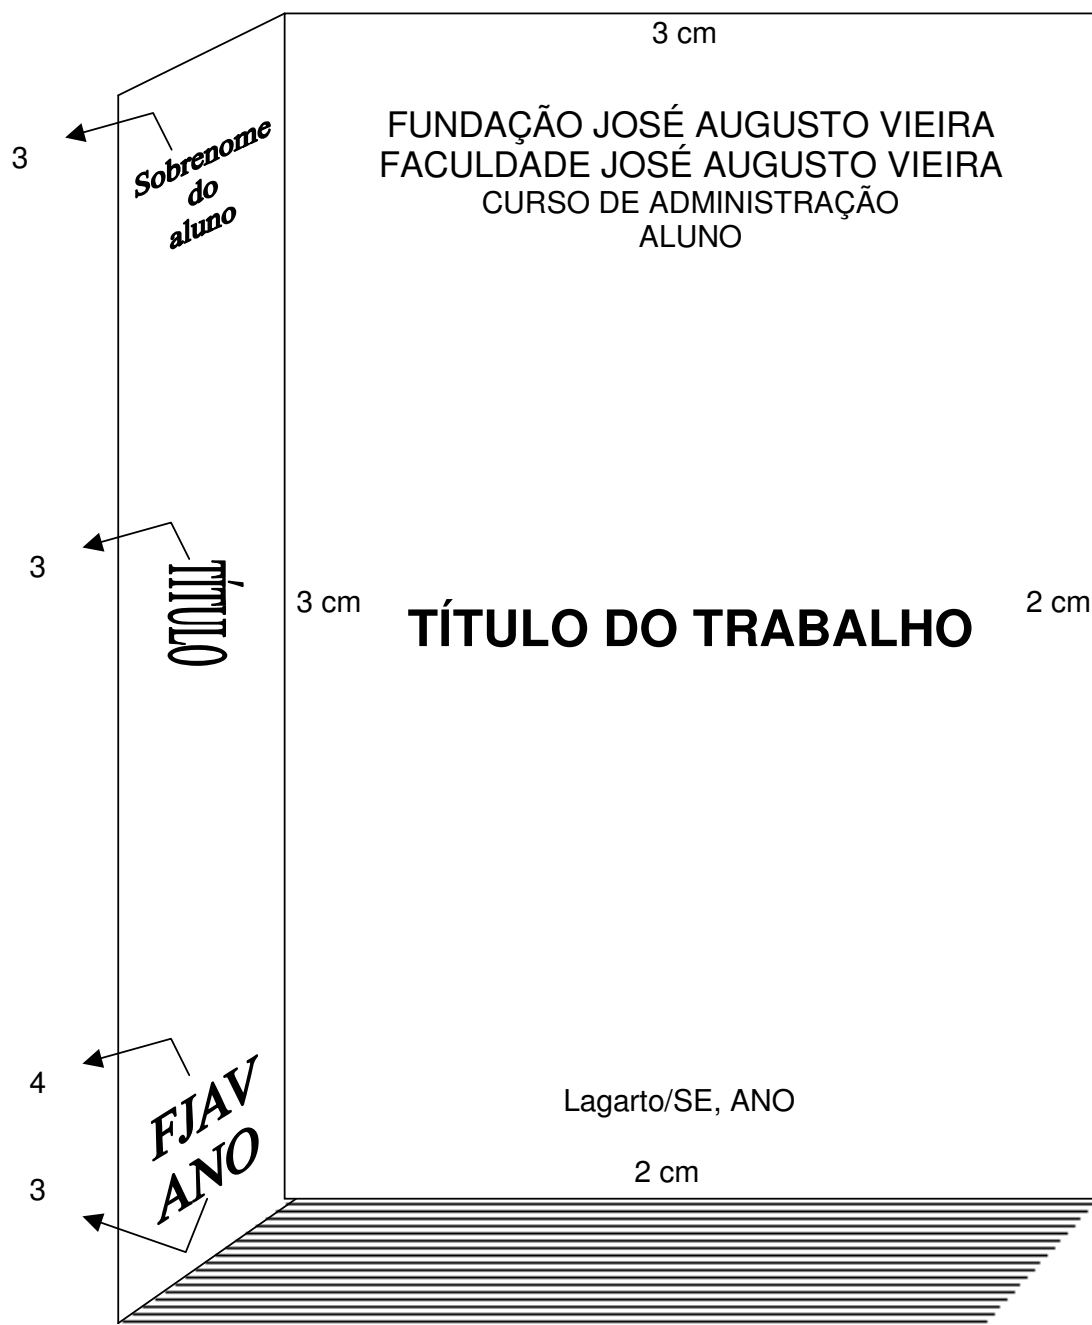 3 cm
FUNDAÇÃO JOSÉ AUGUSTO VIEIRA
FACULDADE JOSÉ AUGUSTO VIEIRA
CURSO DE ADMINISTRAÇÃO
ALUNO
3
Sobrenome
do
aluno
3
TÍTULO
3 cm
TÍTULO DO TRABALHO
2 cm
4
FJAV
ANO
3
Lagarto/SE, ANO
2 cm